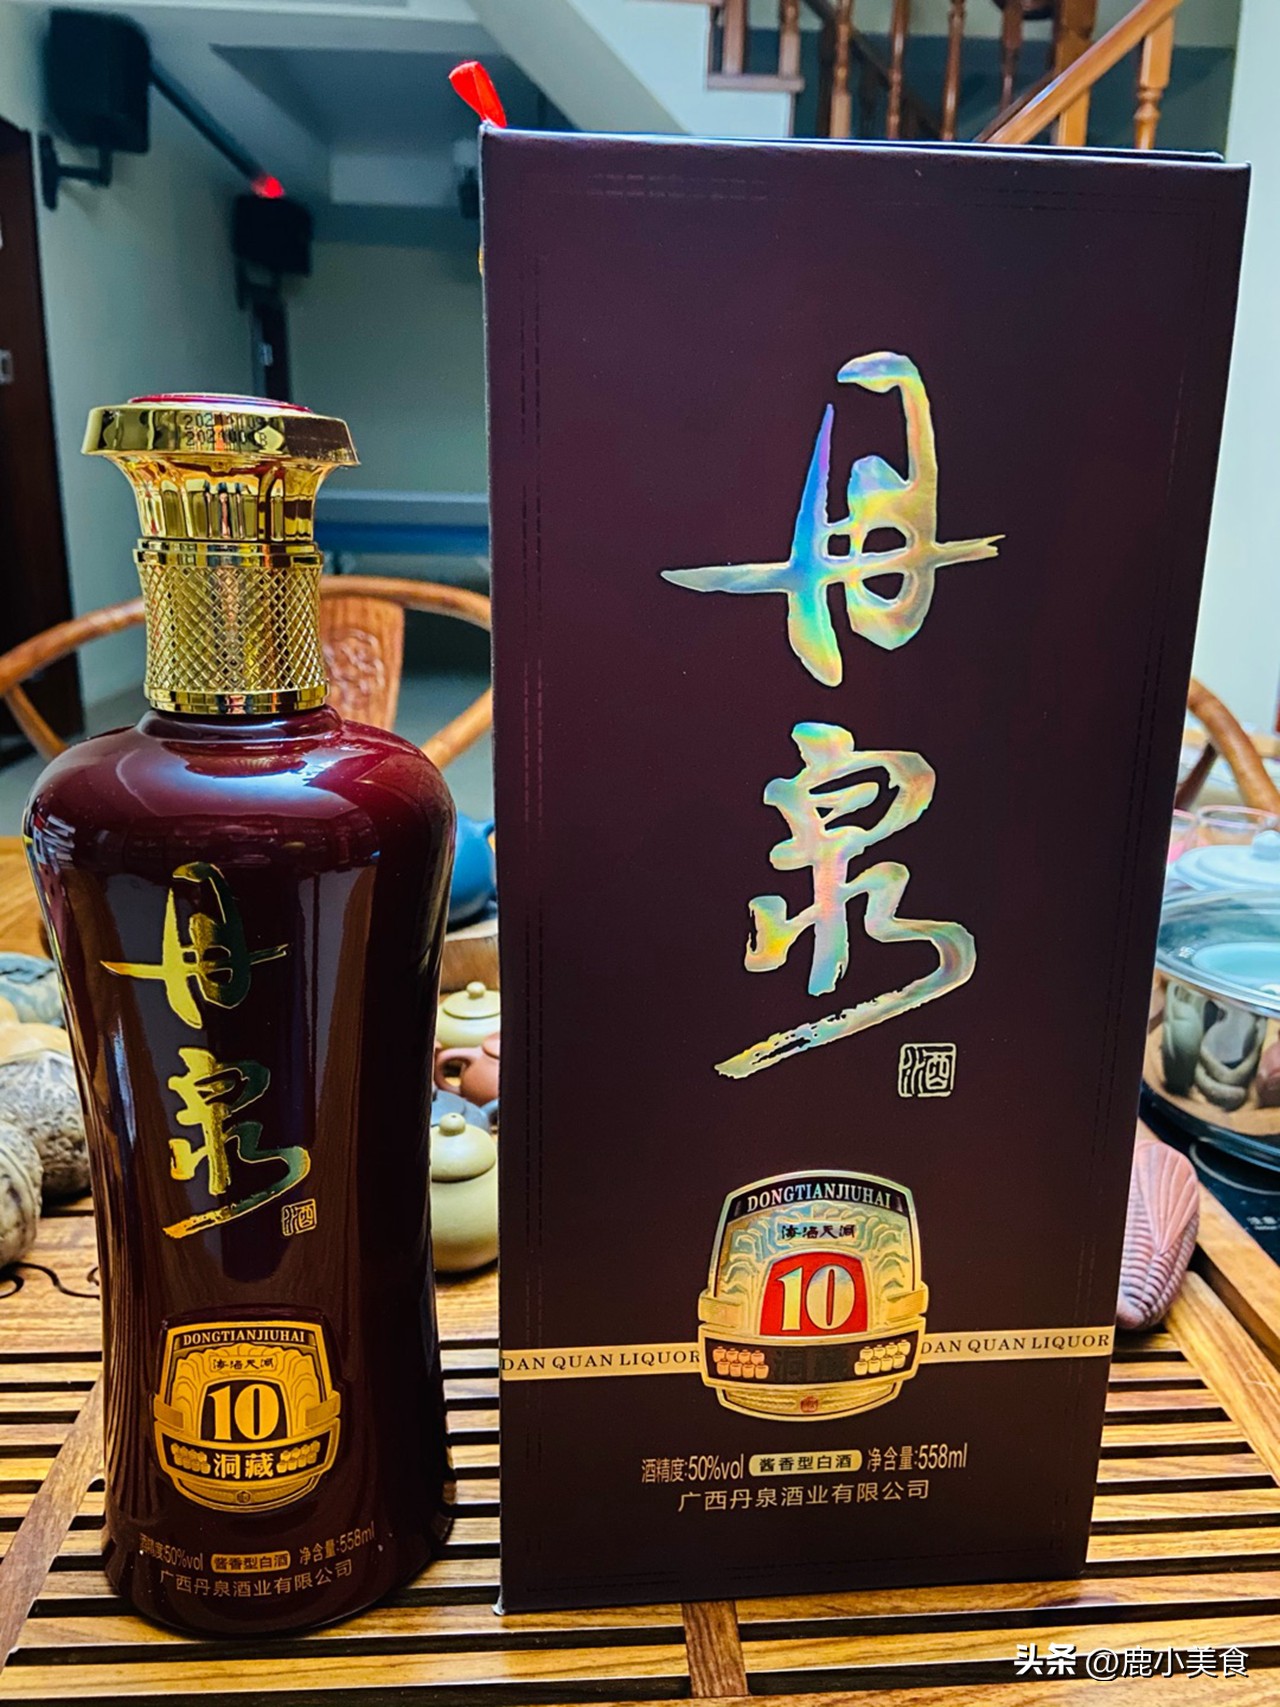 丹泉
酒
DONGTIANJIUHAI
海酒天洞
10
洞藏
酒精度:50%vol 酱香型白酒 净含量:558ml
广西丹泉酒业有限公司
丹泉
酒
DONGTIANJIUHAI
海酒天洞
10
洞藏
DAN QUAN LIQUOR
DAN QUAN LIQUOR
酒精度:50%vol 酱香型白酒 净含量:558ml
广西丹泉酒业有限公司
头条 @鹿小美食